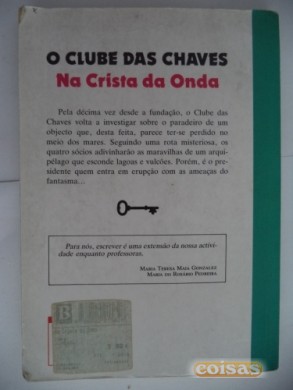 O CLUBE DAS CHAVES
Na Crista da Onda
Pela décima vez desde a fundação, o Clube das
Chaves volta a investigar sobre o paradeiro de um
objecto que, desta feita, parece ter-se perdido no
meio dos mares. Seguindo uma rota misteriosa, os
quatro sócios adivinharão as maravilhas de um arqui-
pélago que esconde lagoas e vulcões. Porém, é o pre-
sidente quem entra em erupção com as ameaças do
fantasma...
Para nós, escrever é uma extensão da nossa activi-
dade enquanto professoras.
MARIA TERESA MAIA GONZALEZ
MARIA DO ROSÁRIO PEDREIRA
coisas